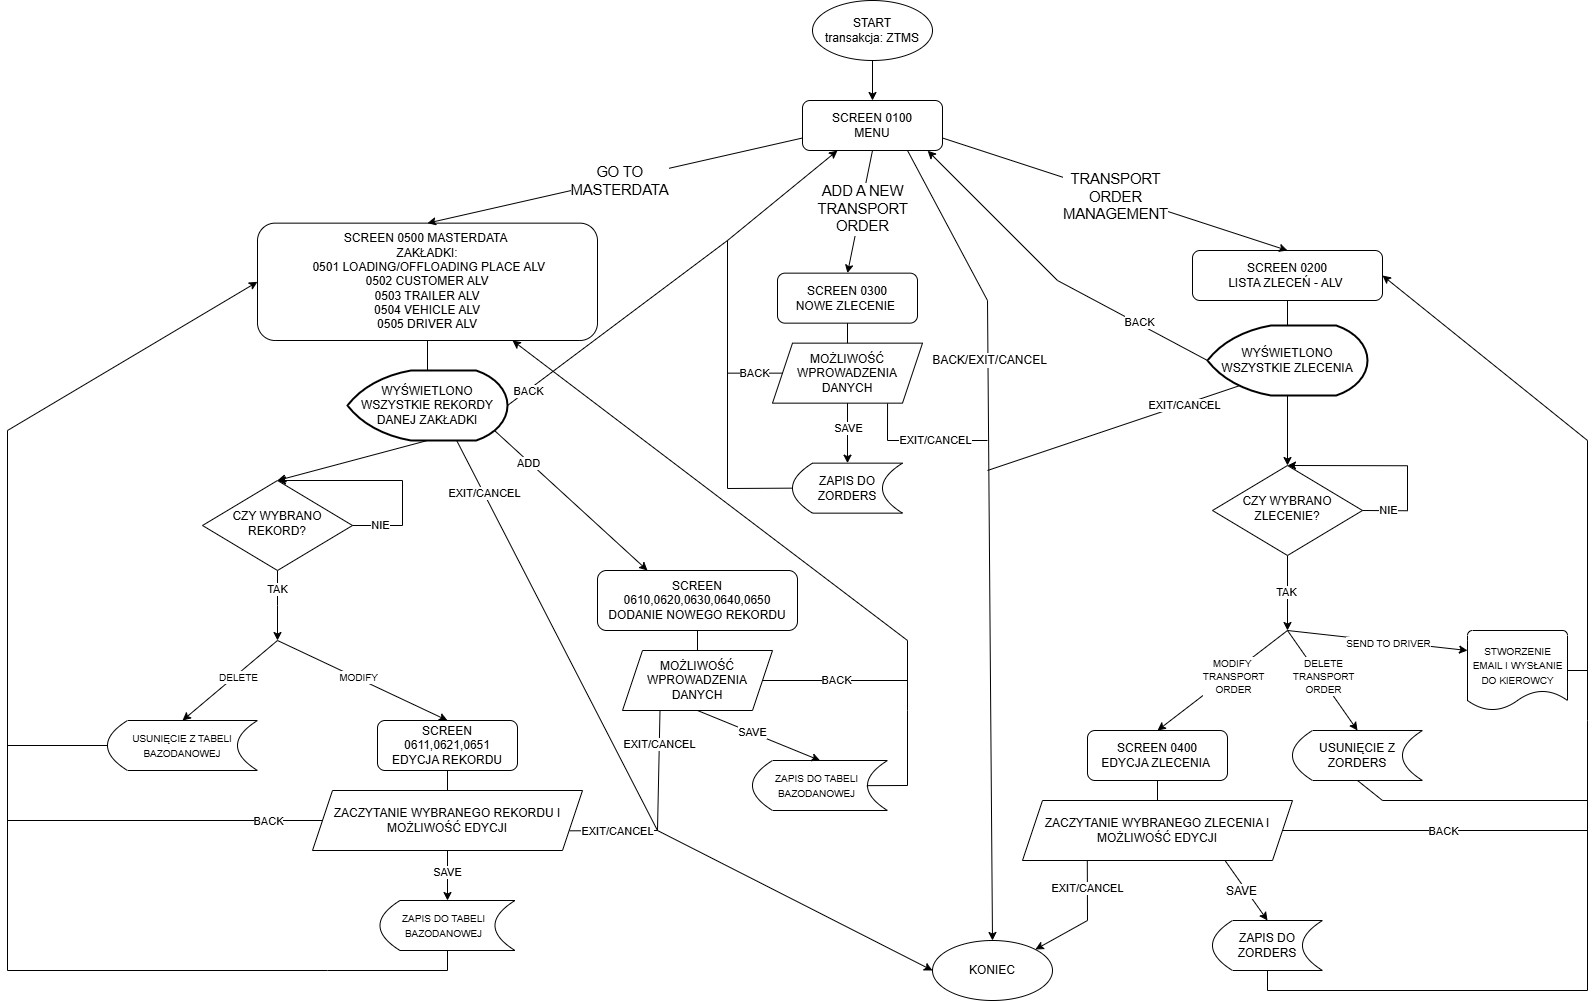 START
transakcja: ZTMS
SCREEN 0100
MENU
GO TO
MASTERDATA
ADD A NEW
TRANSPORT
ORDER
TRANSPORT
ORDER
MANAGEMENT
SCREEN 0500 MASTERDATA
ZAKŁADKI:
0501 LOADING/OFFLOADING PLACE ALV
0502 CUSTOMER ALV
0503 TRAILER ALV
0504 VEHICLE ALV
0505 DRIVER ALV
SCREEN 0300
NOWE ZLECENIE
SCREEN 0200
LISTA ZLECEŃ - ALV
BACK
WYŚWIETLONO
WSZYSTKIE ZLECENIA
MOŻLIWOŚĆ
WPROWADZENIA
DANYCH
BACK
BACK/EXIT/CANCEL
WYŚWIETLONO
WSZYSTKIE REKORDY
DANEJ ZAKŁADKI
BACK
EXIT/CANCEL
SAVE
EXIT/CANCEL
ADD
EXIT/CANCEL
ZAPIS DO
ZORDERS
CZY WYBRANO
REKORD?
NIE
CZY WYBRANO
ZLECENIE?
NIE
TAK
SCREEN
0610,0620,0630,0640,0650
DODANIE NOWEGO REKORDU
TAK
SEND TO DRIVER
STWORZENIE
EMAIL I WYSŁANIE
DO KIEROWCY
MOŻLIWOŚĆ
WPROWADZENIA
DANYCH
BACK
DELETE
MODIFY
MODIFY
TRANSPORT
ORDER
DELETE
TRANSPORT
ORDER
USUNIĘCIE Z TABELI
BAZODANOWEJ
SCREEN
0611,0621,0651
EDYCJA REKORDU
EXIT/CANCEL
SAVE
SCREEN 0400
EDYCJA ZLECENIA
USUNIĘCIE Z
ZORDERS
ZAPIS DO TABELI
BAZODANOWEJ
BACK
ZACZYTANIE WYBRANEGO REKORDU I
MOŻLIWOŚĆ EDYCJI
EXIT/CANCEL
ZACZYTANIE WYBRANEGO ZLECENIA I
MOŻLIWOŚĆ EDYCJI
BACK
SAVE
EXIT/CANCEL
SAVE
ZAPIS DO TABELI
BAZODANOWEJ
ZAPIS DO
ZORDERS
KONIEC